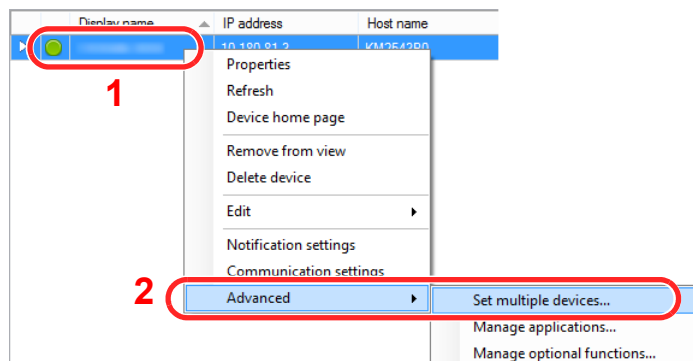 Display name IP address Host name
10.180.81.2 KM2542B0
1
Properties
Refresh
Device home page
Remove from view
Delete device
Edit
Notification settings
Communication settings
2
Advanced Set multiple devices...
Manage applications...
Manage optional functions...